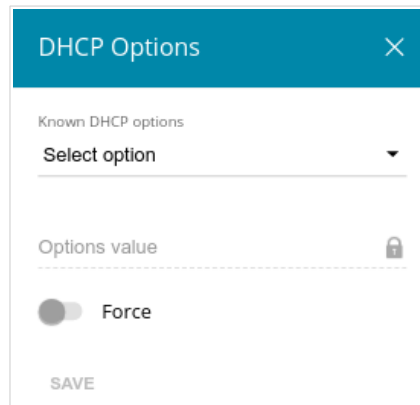 DHCP Options
Known DHCP options
Select option
Options value
Force
SAVE